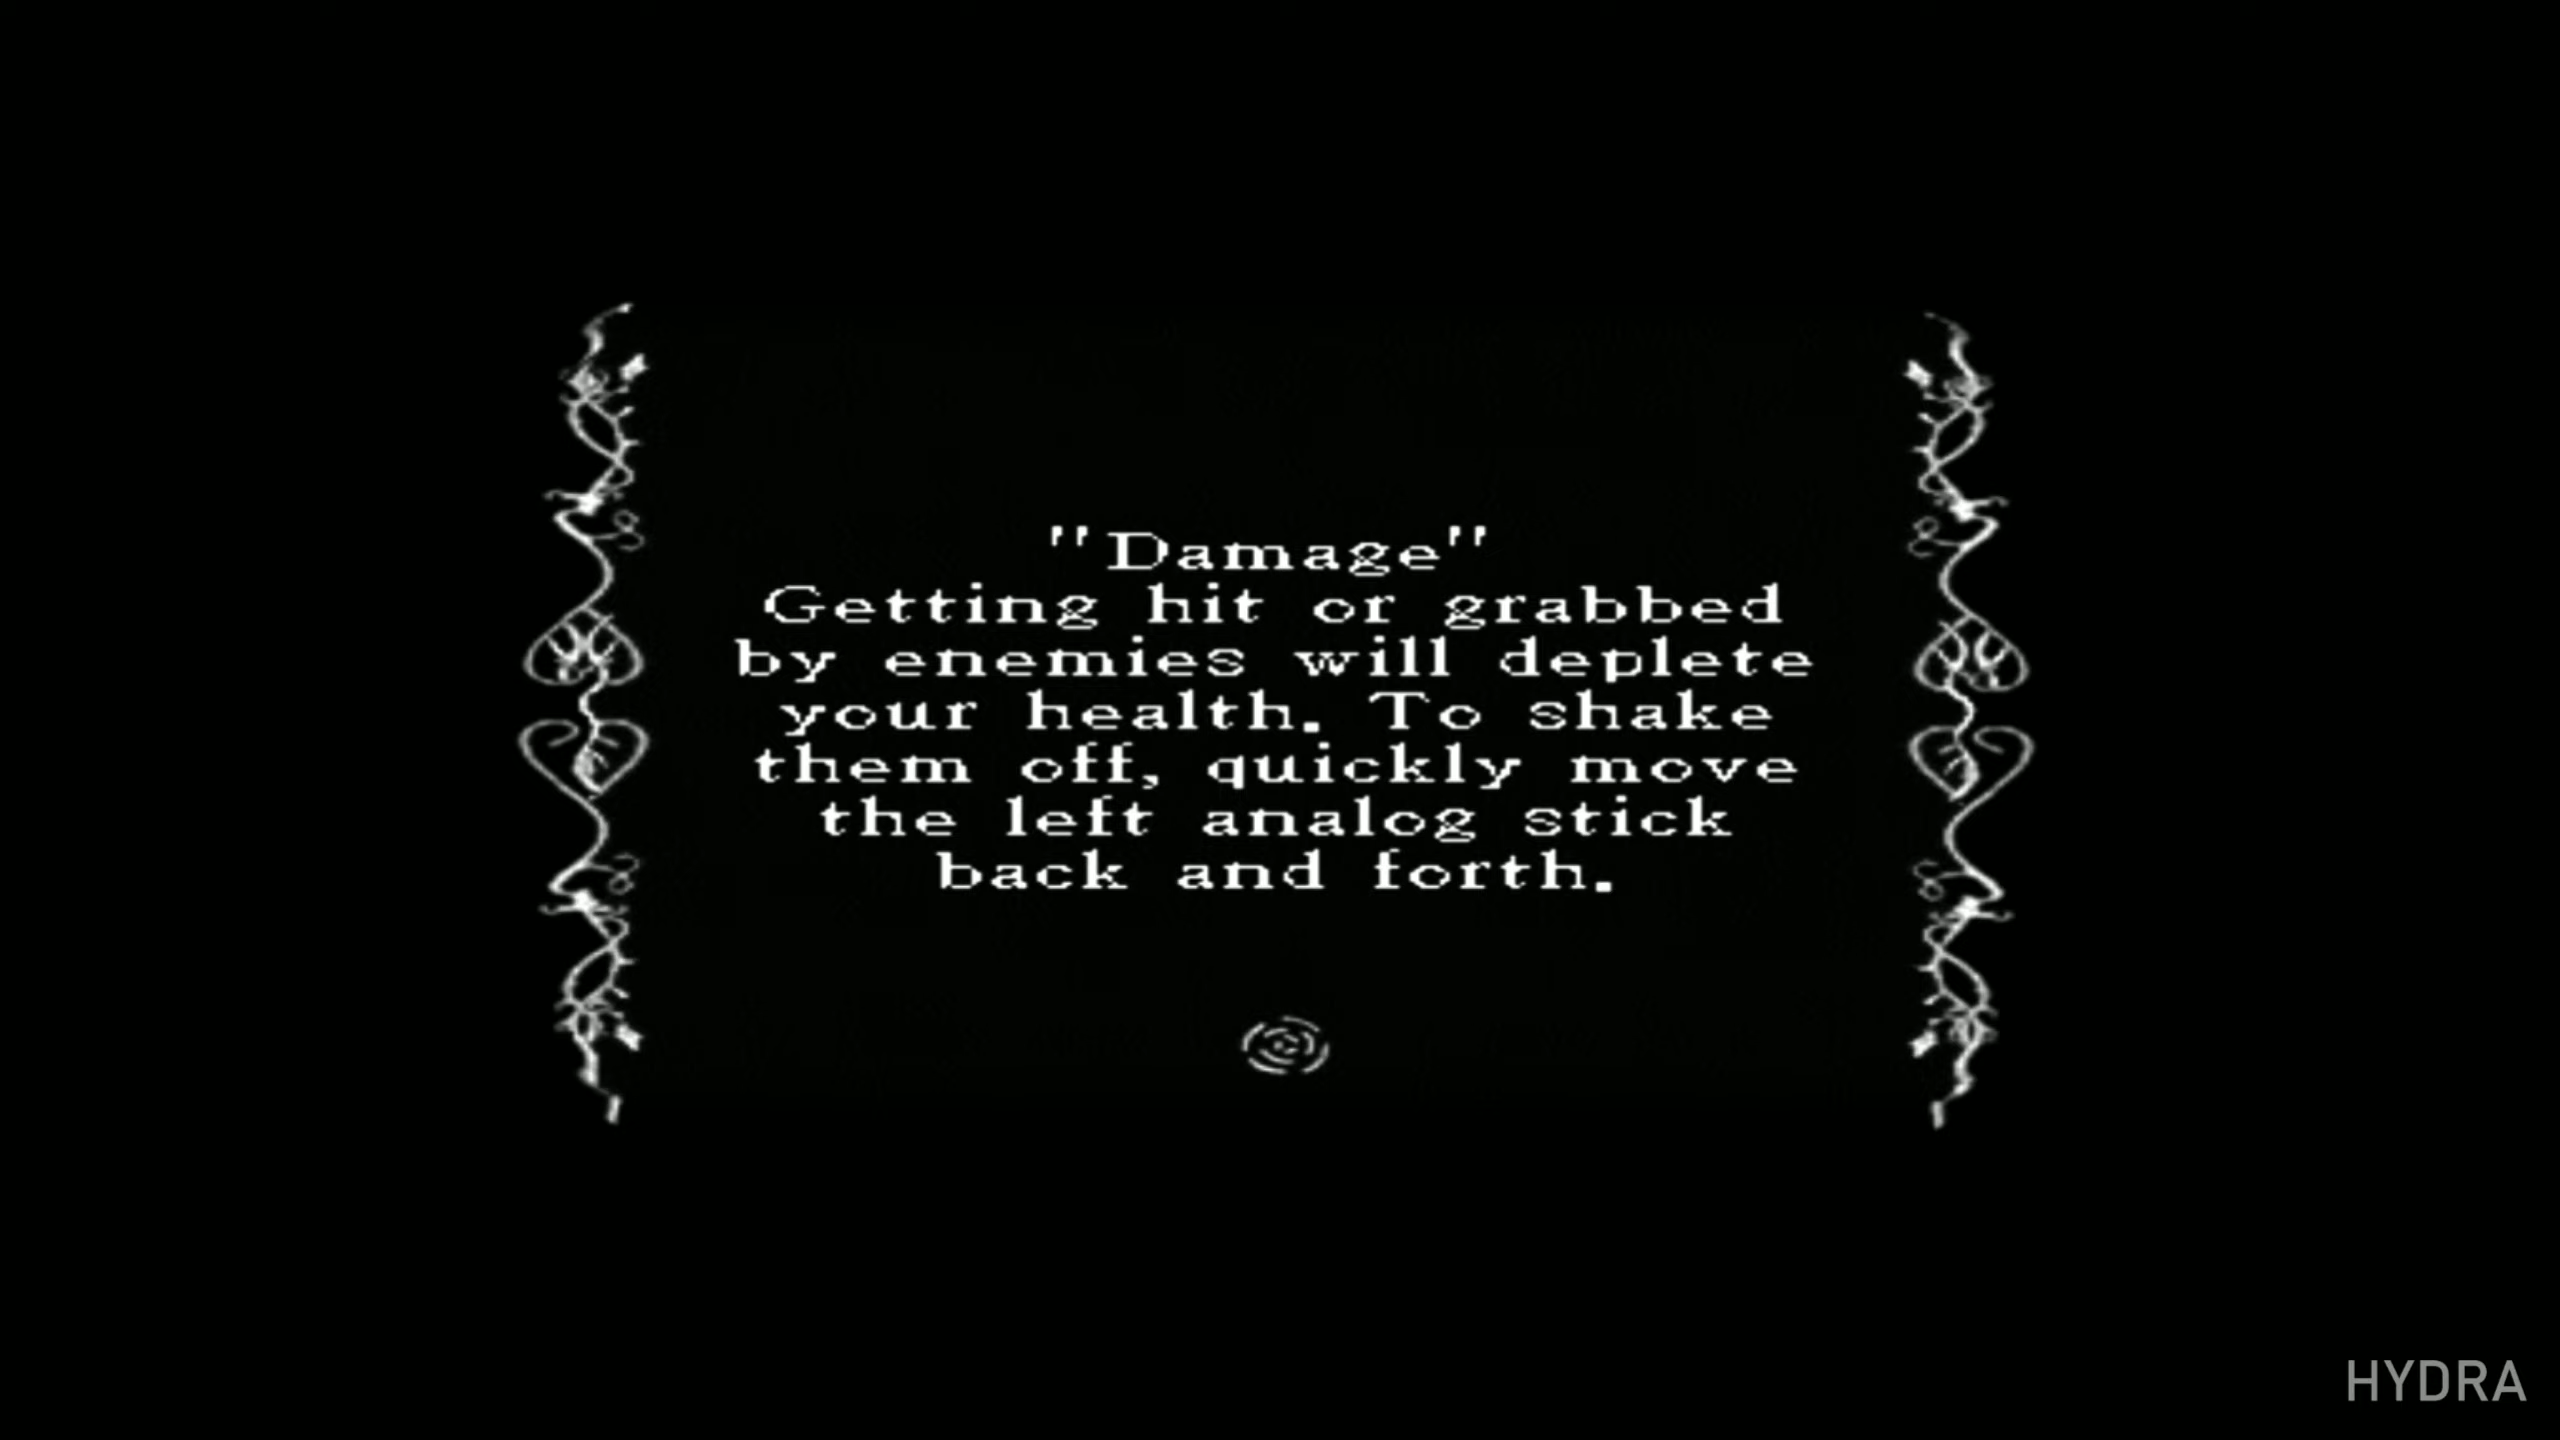 "Damage"
Getting hit or grabbed
by enemies will deplete
your health. To shake
them off, quickly move
the left analog stick
back and forth.
HYDRA